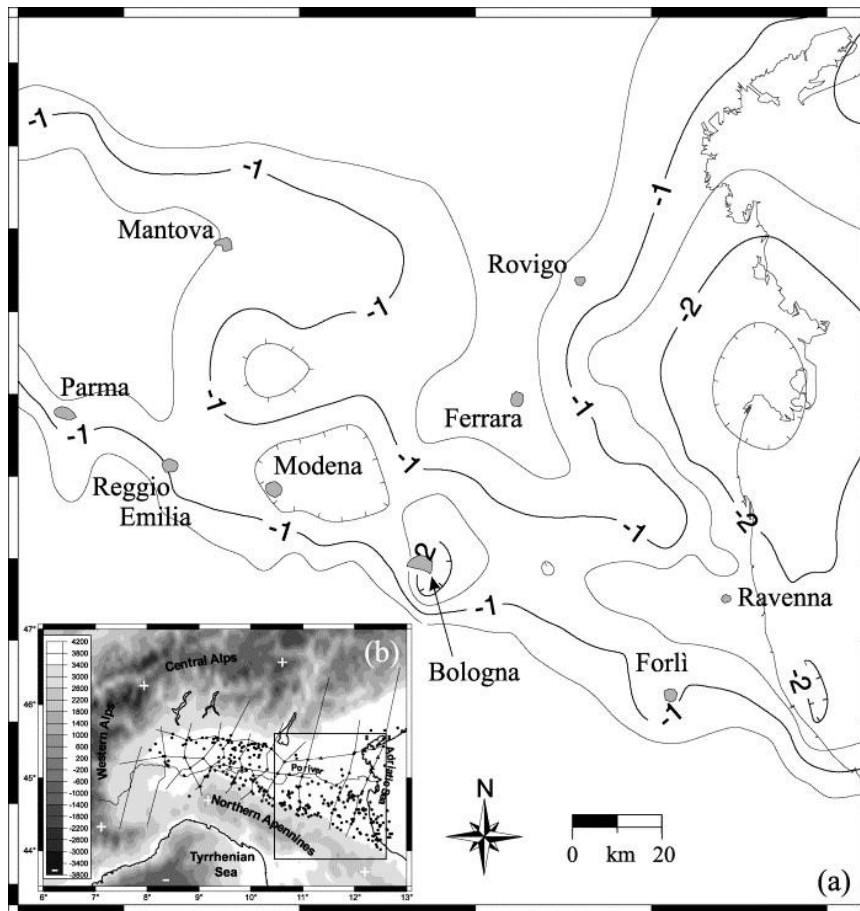 -1
-1
-1
Mantova
Rovigo
-2
-1
Parma
-1
-1
Ferrara
-1
-1
Modena
Reggio
Emilia
-1
-1
-2
2
-1
Ravenna
Bologna
Forlì
-1
-2
47
46
45
44
4200
3800
3400
3000
2600
2200
1800
1400
1000
600
200
-200
-600
-1000
-1400
-1800
-2200
-2600
-3000
-3400
-3800
Central Alps
(b)
Western Alps
Po river
Adriatic Sea
Northern Apennines
Tyrrhenian
Sea
6°
7°
8°
9°
10°
11°
12°
13
N
0 km 20
(a)